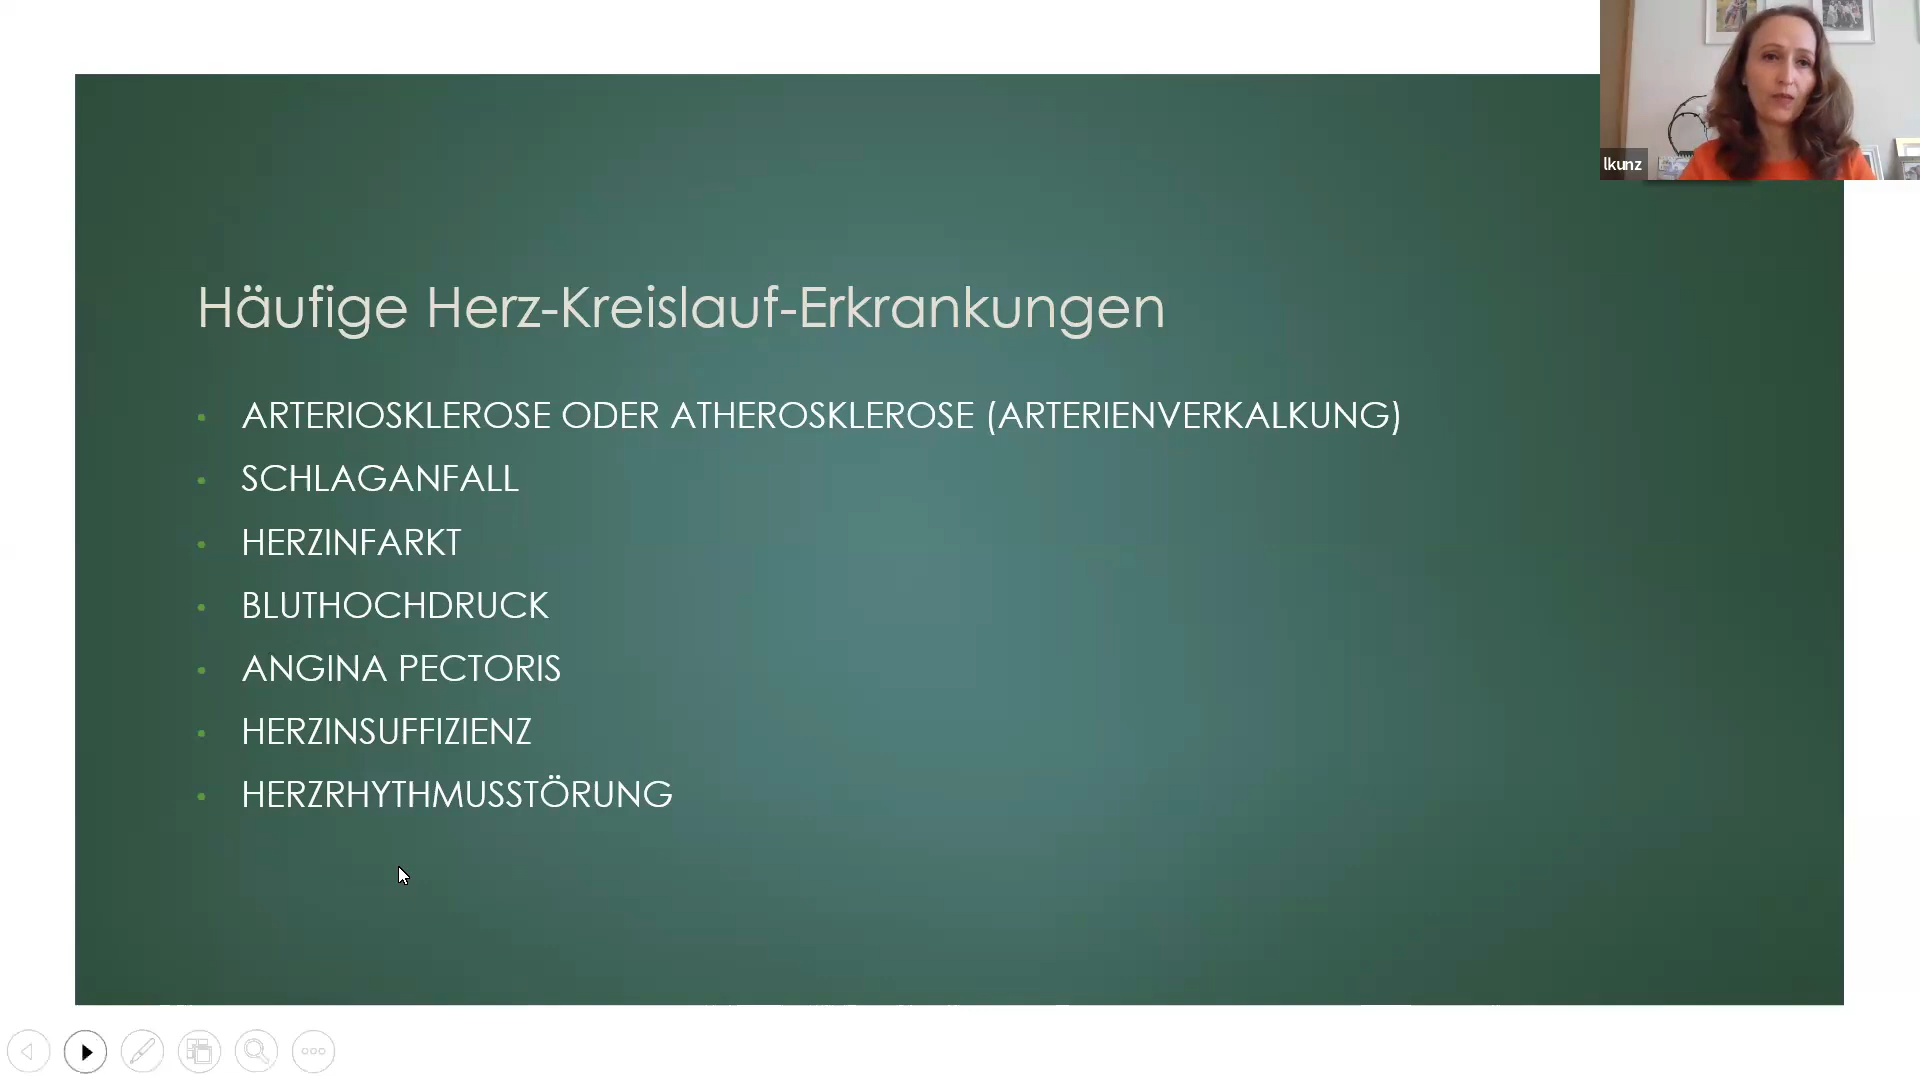 lkunz
Häufige Herz-Kreislauf-Erkrankungen
• ARTERIOSKLEROSE ODER ATHEROSKLEROSE (ARTERIENVERKALKUNG)
• SCHLAGANFALL
• HERZINFARKT
• BLUTHOCHDRUCK
• ANGINA PECTORIS
• HERZINSUFFIZIENZ
• HERZRHYTHMUSSTÖRUNG